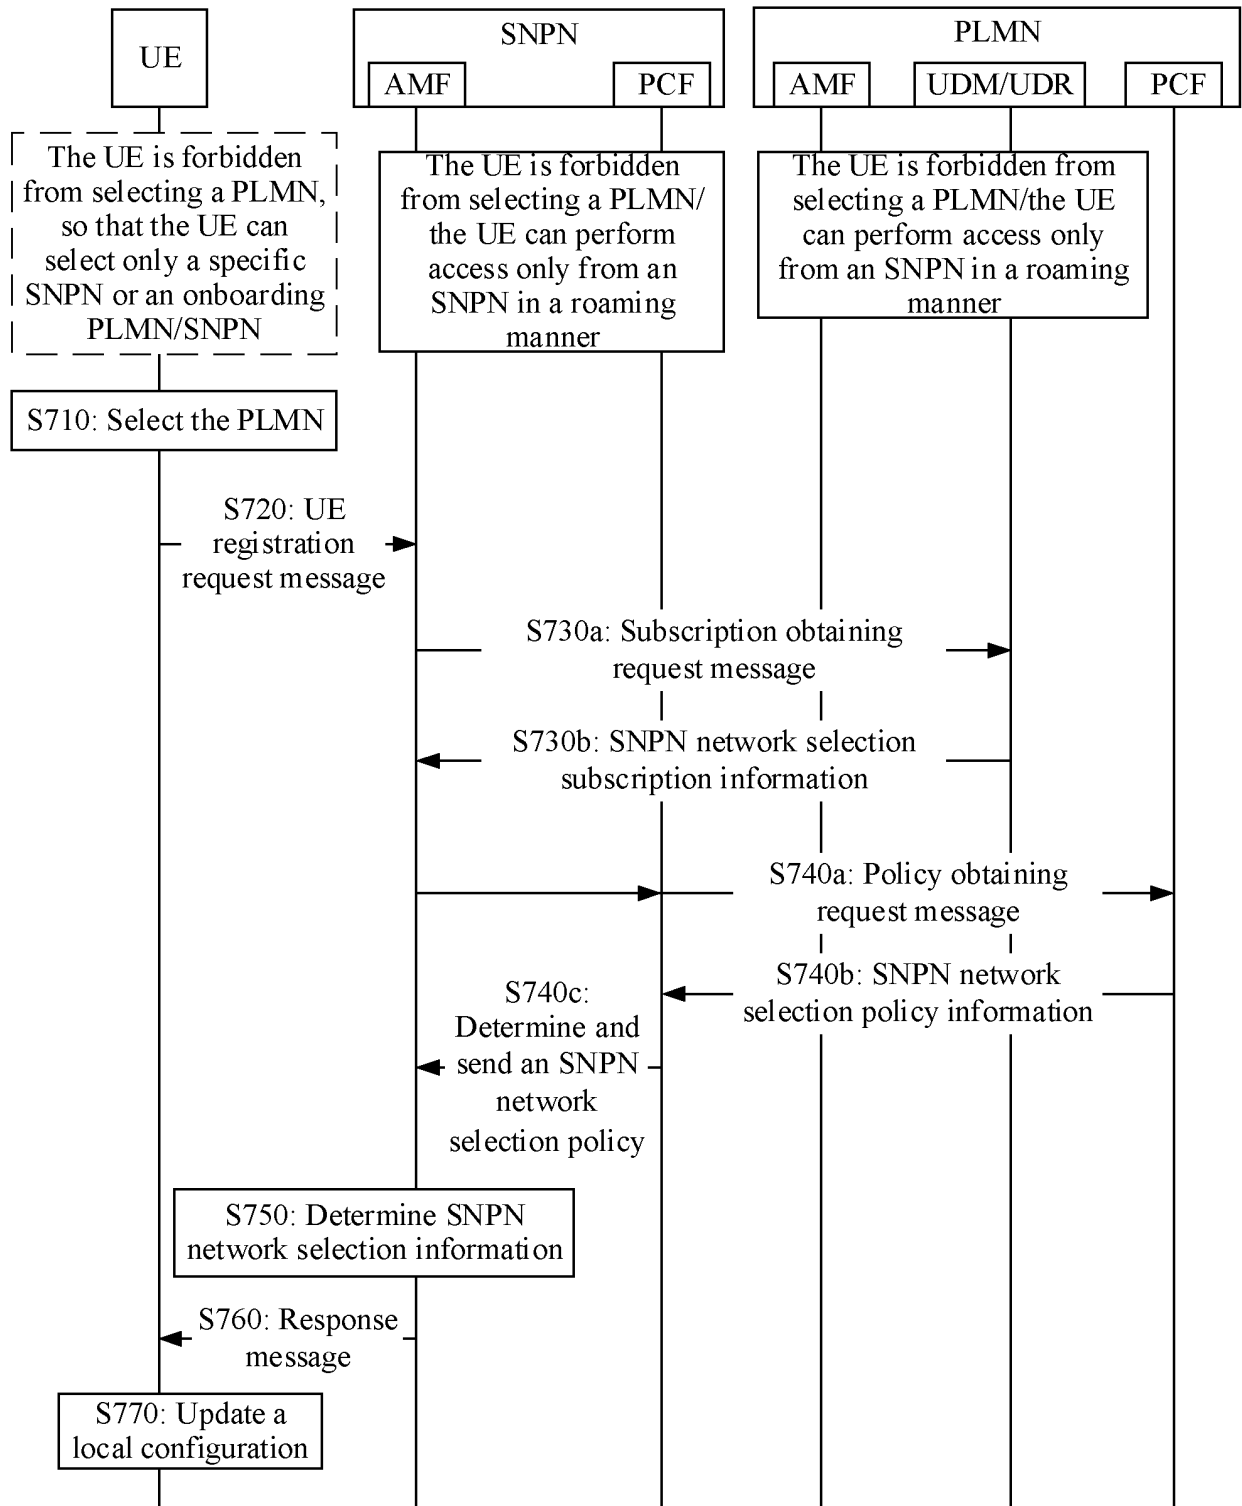 UE
SNPN
PLMN
AMF
PCF
AMF
UDM/UDR
PCF
The UE is forbidden
from selecting a PLMN,
so that the UE can
select only a specific
SNPN or an onboarding
PLMN/SNPN
The UE is forbidden
from selecting a PLMN/
the UE can perform
access only from an
SNPN in a roaming
manner
The UE is forbidden from
selecting a PLMN/the UE
can perform access only
from an SNPN in a roaming
manner
S710: Select the PLMN
S720: UE
registration
request message
S730a: Subscription obtaining
request message
S730b: SNPN network selection
subscription information
S740a: Policy obtaining
request message
S740b: SNPN network
selection policy information
S740c:
Determine and
send an SNPN
network
selection policy
S750: Determine SNPN
network selection information
S760: Response
message
S770: Update a
local configuration